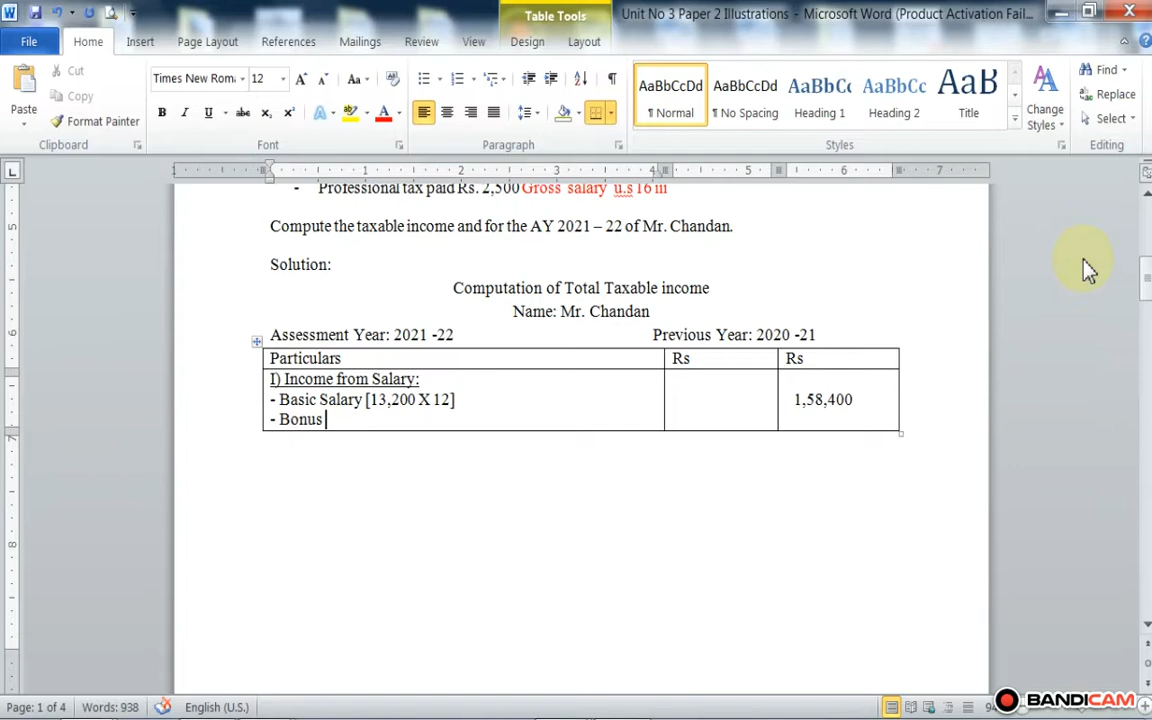 Table Tools
Unit No 3 Paper 2 Illustrations - Microsoft Word (Product Activation Fail...
File Home Insert Page Layout References Mailings Review View Design Layout
Paste
Cut
Copy
Format Painter
Clipboard
Times New Rom 12
Font
Paragraph
AaBbCcDd AaBbCcDd AaBbCc AaBbCcDd AaB
¶ Normal ¶ No Spacing Heading 1 Heading 2 Title
Change Styles
Styles
Find
Replace
Select
Editing
- Professional tax paid Rs. 2,500 Gross salary u.s 16 iii
Compute the taxable income and for the AY 2021 – 22 of Mr. Chandan.
Solution:
Computation of Total Taxable income
Name: Mr. Chandan
Assessment Year: 2021 -22 Previous Year: 2020 -21
Particulars Rs Rs
I) Income from Salary:
- Basic Salary [13,200 X 12] 1,58,400
- Bonus
Page: 1 of 4 Words: 938 English (U.S.)
BANDICAM